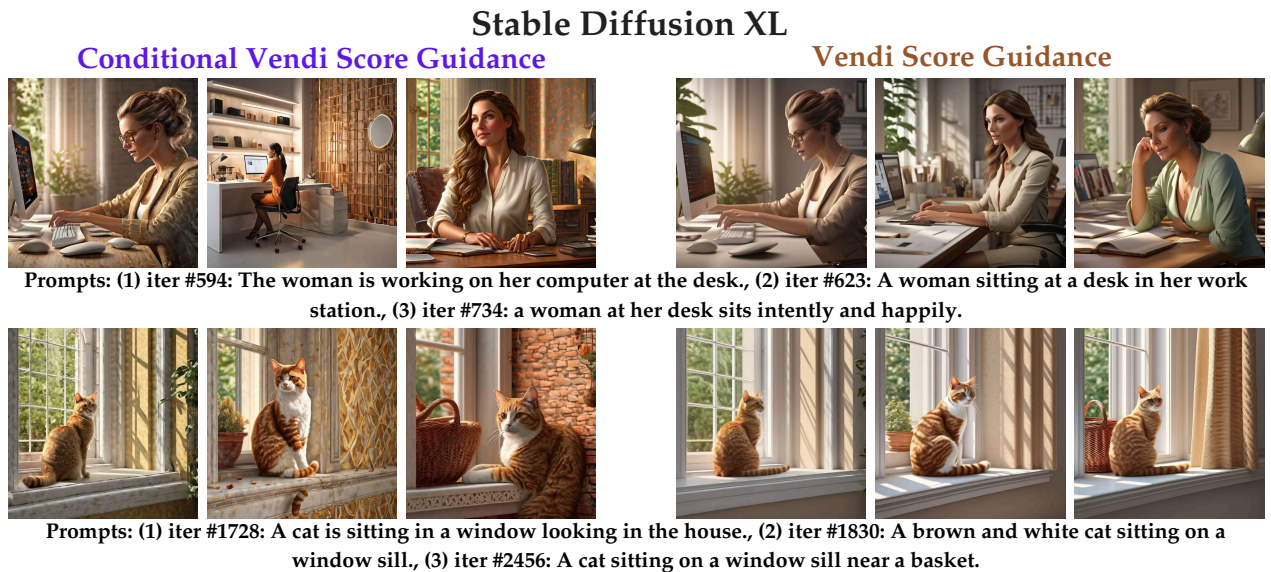 Stable Diffusion XL
Conditional Vendi Score Guidance
Vendi Score Guidance
Prompts: (1) iter #594: The woman is working on her computer at the desk., (2) iter #623: A woman sitting at a desk in her work
station., (3) iter #734: a woman at her desk sits intently and happily.
Prompts: (1) iter #1728: A cat is sitting in a window looking in the house., (2) iter #1830: A brown and white cat sitting on a
window sill., (3) iter #2456: A cat sitting on a window sill near a basket.